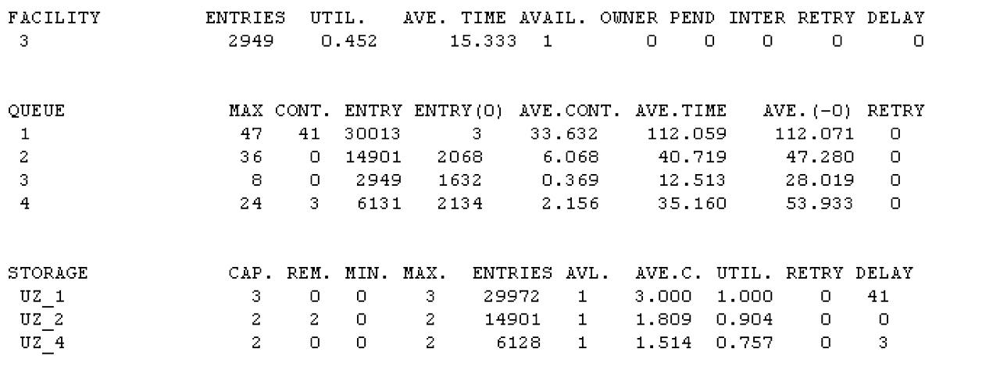 FACILITY ENTRIES UTIL. AVE. TIME AVAIL. OWNER PEND INTER RETRY DELAY
3 2949 0.452 15.333 1 0 0 0 0 0
QUEUE MAX CONT. ENTRY ENTRY(0) AVE.CONT. AVE.TIME AVE.(-0) RETRY
1 47 41 30013 3 33.632 112.059 112.071 0
2 36 0 14901 2068 6.068 40.719 47.280 0
3 8 0 2949 1632 0.369 12.513 28.019 0
4 24 3 6131 2134 2.156 35.160 53.933 0
STORAGE CAP. REM. MIN. MAX. ENTRIES AVL. AVE.C. UTIL. RETRY DELAY
UZ_1 3 0 0 3 29972 1 3.000 1.000 0 41
UZ_2 2 2 0 2 14901 1 1.809 0.904 0 0
UZ_4 2 0 0 2 6128 1 1.514 0.757 0 3